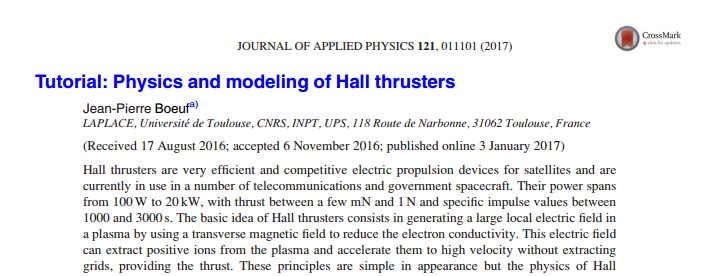 CrossMark
click for updates
JOURNAL OF APPLIED PHYSICS 121, 011101 (2017)
Tutorial: Physics and modeling of Hall thrusters
Jean-Pierre Boeufa)
LAPLACE, Université de Toulouse, CNRS, INPT, UPS, 118 Route de Narbonne, 31062 Toulouse, France
(Received 17 August 2016; accepted 6 November 2016; published online 3 January 2017)
Hall thrusters are very efficient and competitive electric propulsion devices for satellites and are
currently in use in a number of telecommunications and government spacecraft. Their power spans
from 100 W to 20 kW, with thrust between a few mN and 1 N and specific impulse values between
1000 and 3000 s. The basic idea of Hall thrusters consists in generating a large local electric field in
a plasma by using a transverse magnetic field to reduce the electron conductivity. This electric field
can extract positive ions from the plasma and accelerate them to high velocity without extracting
grids, providing the thrust. These principles are simple in appearance but the physics of Hall